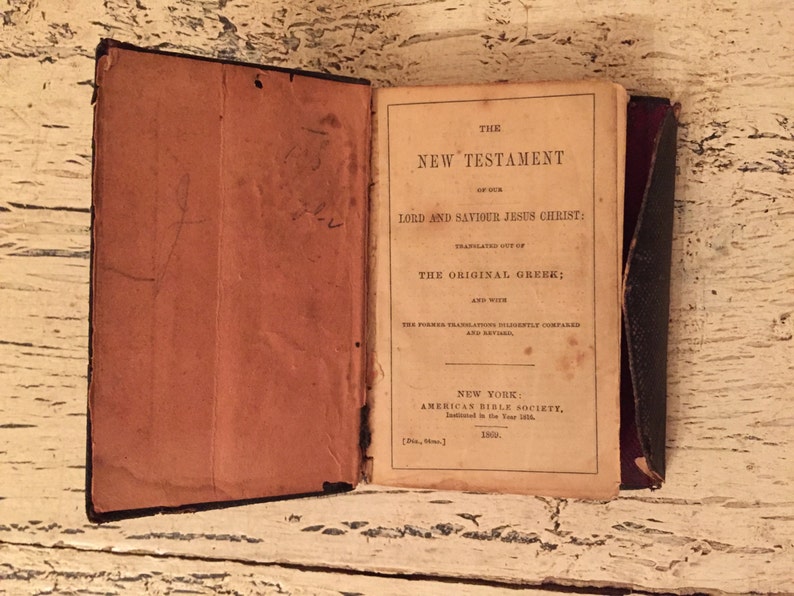 THE
NEW TESTAMENT
OF OUR
LORD AND SAVIOUR JESUS CHRIST:
TRANSLATED OUT OF
THE ORIGINAL GREEK;
AND WITH
THE FORMER TRANSLATIONS DILIGENTLY COMPARED
AND REVISED.
NEW YORK:
AMERICAN BIBLE SOCIETY,
Instituted in the Year 1816.
1869.
[Dia., 64mo.]